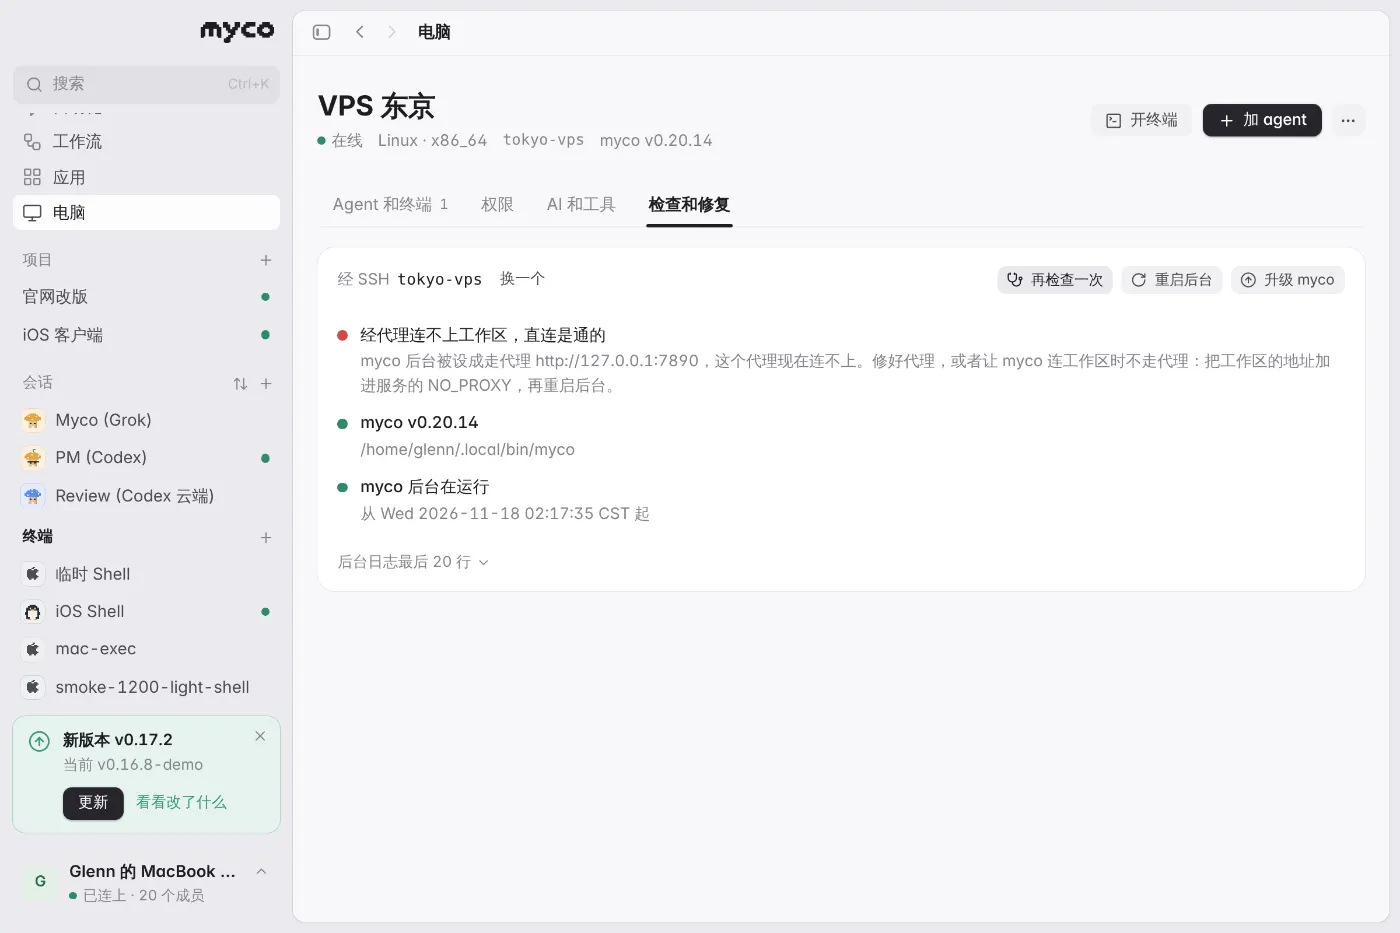 myco
搜索 Ctrl+K
工作流
应用
电脑
项目
官网改版
iOS 客户端
会话
Myco (Grok)
PM (Codex)
Review (Codex 云端)
终端
临时 Shell
iOS Shell
mac-exec
smoke-1200-light-shell
新版本 v0.17.2
当前 v0.16.8-demo
更新 看看改了什么
G
Glenn 的 MacBook ...
已连上 · 20 个成员
电脑
VPS 东京
在线 Linux · x86_64 tokyo-vps myco v0.20.14
开终端 加 agent
Agent 和终端 1 权限 AI 和工具 检查和修复
经 SSH tokyo-vps 换一个
再检查一次 重启后台 升级 myco
经代理连不上工作区，直连是通的
myco 后台被设成走代理 http://127.0.0.1:7890，这个代理现在连不上。修好代理，或者让 myco 连工作区时不走代理：把工作区的地址加
进服务的 NO_PROXY，再重启后台。
myco v0.20.14
/home/glenn/.local/bin/myco
myco 后台在运行
从 Wed 2026-11-18 02:17:35 CST 起
后台日志最后 20 行